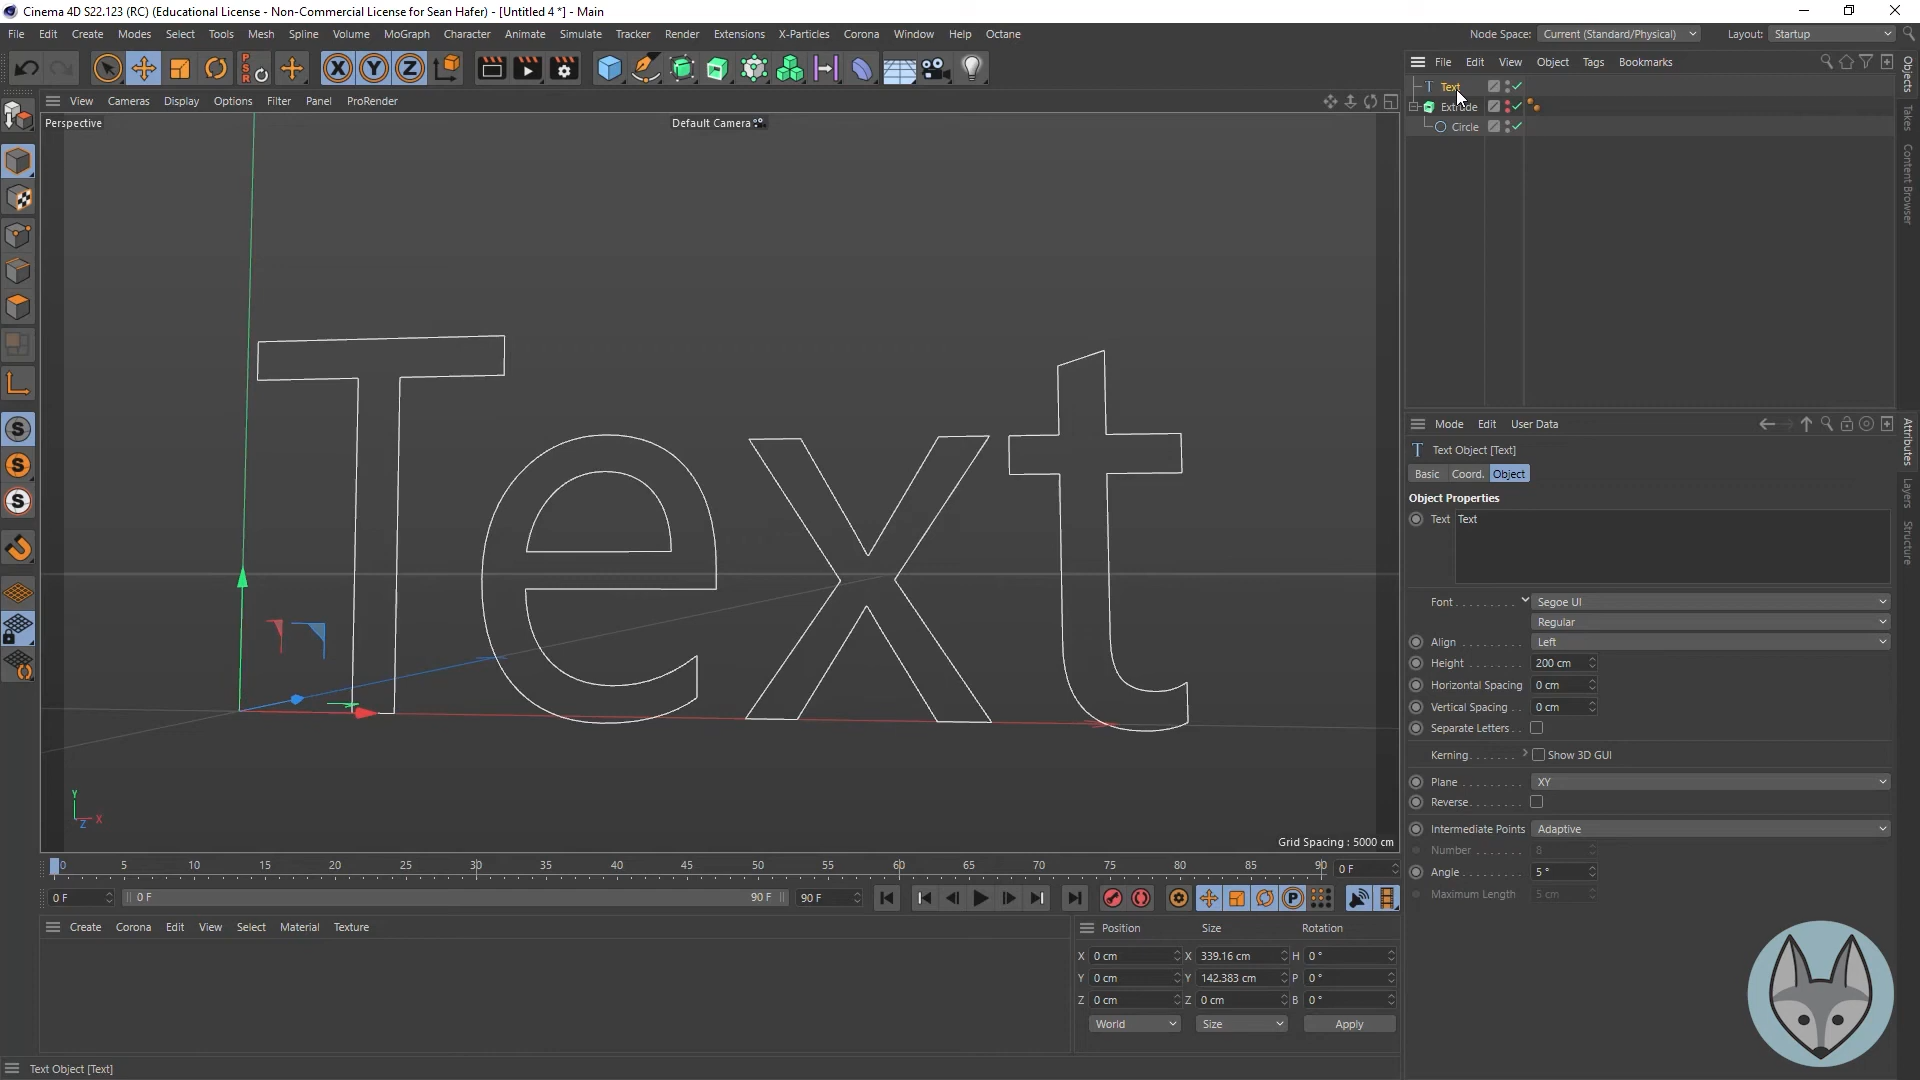 Cinema 4D S22.123 (RC) (Educational License - Non-Commercial License for Sean Hafer) - [Untitled 4 *] - Main
File Edit Create Modes Select Tools Mesh Spline Volume MoGraph Character Animate Simulate Tracker Render Extensions X-Particles Corona Window Help Octane
Node Space: Current (Standard/Physical) Layout: Startup
PSR X Y Z
File Edit View Object Tags Bookmarks
View Cameras Display Options Filter Panel ProRender
Perspective
Default Camera
Text
Extrude
Circle
Objects
Takes
Content Browser
Text
Mode Edit User Data
Text Object [Text]
Basic Coord. Object
Object Properties
Text Text
Font Segoe UI
Regular
Align Left
Height 200 cm
Horizontal Spacing 0 cm
Vertical Spacing 0 cm
Separate Letters
Kerning Show 3D GUI
Plane XY
Reverse
Intermediate Points Adaptive
Number 8
Angle 5 °
Maximum Length 5 cm
Attributes
Layers
Structure
S
S
S
Y
X
Z
Grid Spacing : 5000 cm
0 5 10 15 20 25 30 35 40 45 50 55 60 65 70 75 80 85 90 0 F
0 F 0 F 90 F 90 F P
Create Corona Edit View Select Material Texture
Position Size Rotation
X 0 cm X 339.16 cm H 0 °
Y 0 cm Y 142.383 cm P 0 °
Z 0 cm Z 0 cm B 0 °
World Size Apply
Text Object [Text]